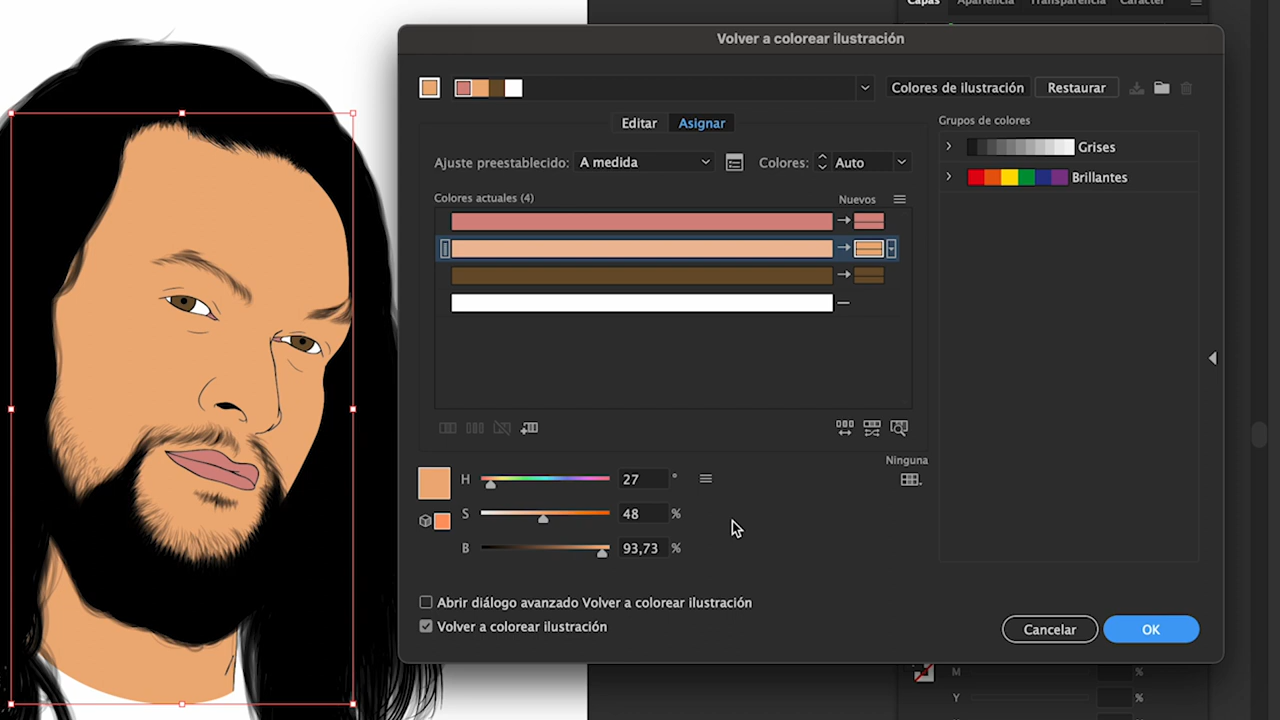 Capas Apariencia Transparencia Carácter
Volver a colorear ilustración
Colores de ilustración Restaurar
Editar Asignar
Grupos de colores
Grises
Ajuste preestablecido: A medida Colores: Auto
Brillantes
Colores actuales (4) Nuevos
Ninguna
H 27 °
S 48 %
B 93,73 %
Abrir diálogo avanzado Volver a colorear ilustración
Volver a colorear ilustración
Cancelar OK
M %
Y %